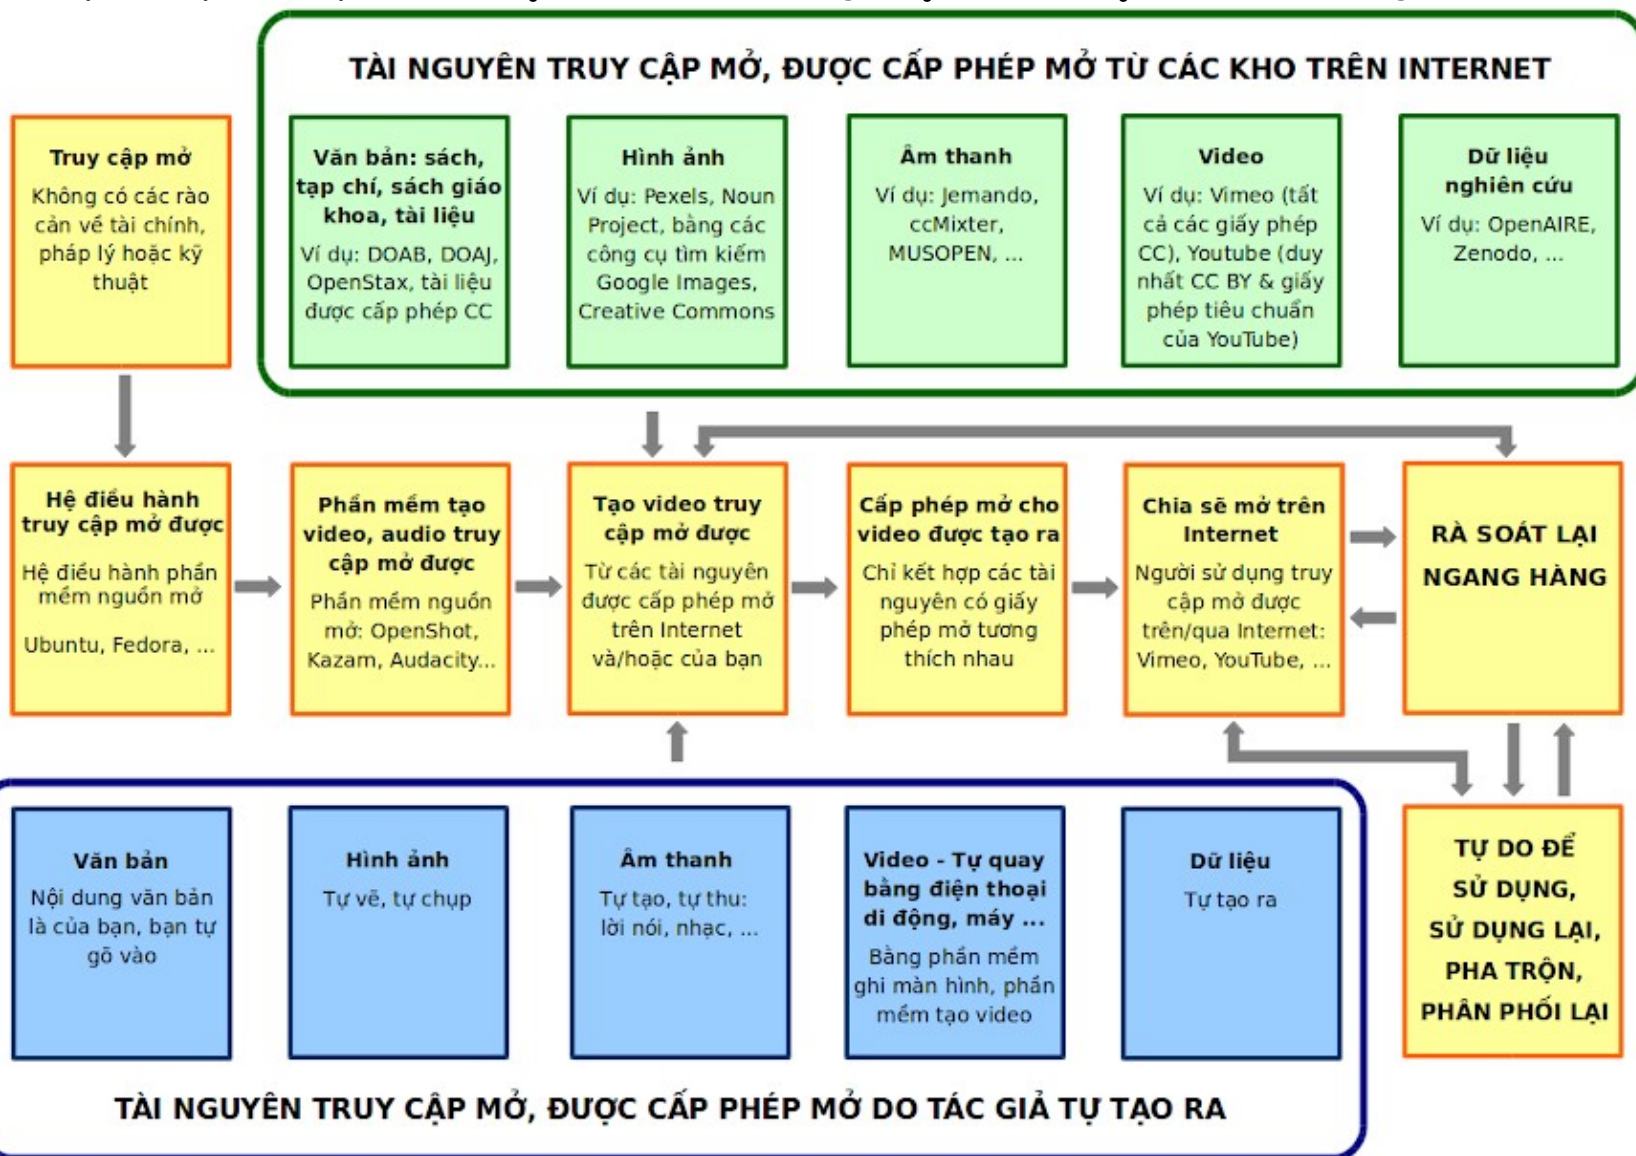 TÀI NGUYÊN TRUY CẬP MỞ, ĐƯỢC CẤP PHÉP MỞ TỪ CÁC KHO TRÊN INTERNET
Truy cập mở
Không có các rào
cản về tài chính,
pháp lý hoặc kỹ
thuật
Văn bản: sách,
tạp chí, sách giáo
khoa, tài liệu
Ví dụ: DOAB, DOAJ,
OpenStax, tài liệu
được cấp phép CC
Hình ảnh
Ví dụ: Pexels, Noun
Project, bằng các
công cụ tìm kiếm
Google Images,
Creative Commons
Âm thanh
Ví dụ: Jemando,
ccMixter,
MUSOPEN, ...
Video
Ví dụ: Vimeo (tất
cả các giấy phép
CC), Youtube (duy
nhất CC BY & giấy
phép tiêu chuẩn
của YouTube)
Dữ liệu
nghiên cứu
Ví dụ: OpenAIRE,
Zenodo, ...
Hệ điều hành
truy cập mở được
Hệ điều hành phần
mềm nguồn mở
Ubuntu, Fedora, ...
Phần mềm tạo
video, audio truy
cập mở được
Phần mềm nguồn
mở: OpenShot,
Kazam, Audacity...
Tạo video truy
cập mở được
Từ các tài nguyên
được cấp phép mở
trên Internet
và/hoặc của bạn
Cấp phép mở cho
video được tạo ra
Chỉ kết hợp các tài
nguyên có giấy
phép mở tương
thích nhau
Chia sẽ mở trên
Internet
Người sử dụng truy
cập mở được
trên/qua Internet:
Vimeo, YouTube, ...
RÀ SOÁT LẠI
NGANG HÀNG
Văn bản
Nội dung văn bản
là của bạn, bạn tự
gõ vào
Hình ảnh
Tự vẽ, tự chụp
Âm thanh
Tự tạo, tự thu:
lời nói, nhạc, ...
Video - Tự quay
bằng điện thoại
di động, máy ...
Bằng phần mềm
ghi màn hình, phần
mềm tạo video
Dữ liệu
Tự tạo ra
TỰ DO ĐỂ
SỬ DỤNG,
SỬ DỤNG LẠI,
PHA TRỘN,
PHÂN PHỐI LẠI
TÀI NGUYÊN TRUY CẬP MỞ, ĐƯỢC CẤP PHÉP MỞ DO TÁC GIẢ TỰ TẠO RA